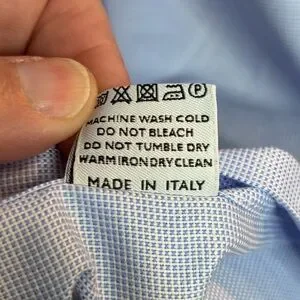 MACHINE WASH COLD
DO NOT BLEACH
DO NOT TUMBLE DRY
WARM IRON DRY CLEAN
MADE IN ITALY